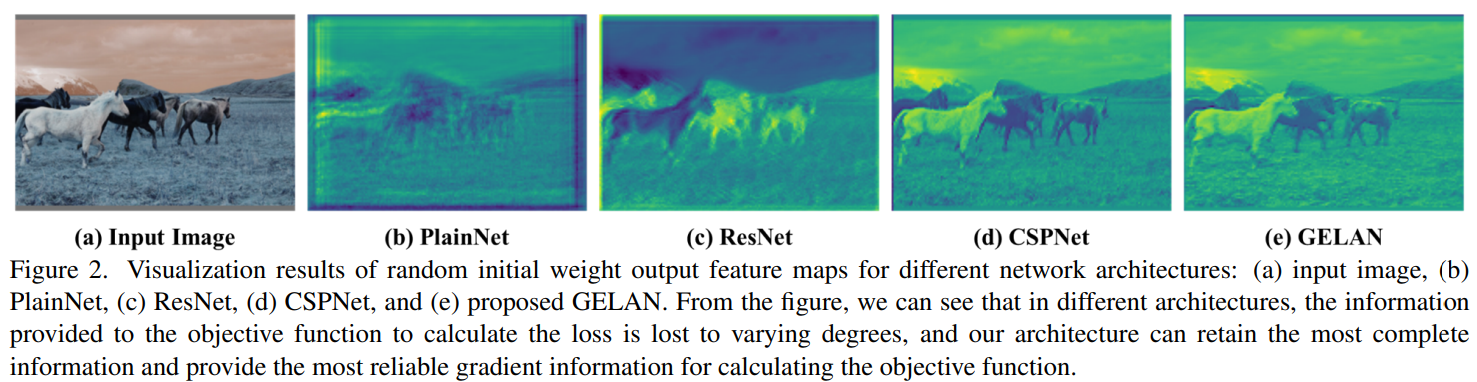 (a) Input Image (b) PlainNet (c) ResNet (d) CSPNet (e) GELAN
Figure 2. Visualization results of random initial weight output feature maps for different network architectures: (a) input image, (b)
PlainNet, (c) ResNet, (d) CSPNet, and (e) proposed GELAN. From the figure, we can see that in different architectures, the information
provided to the objective function to calculate the loss is lost to varying degrees, and our architecture can retain the most complete
information and provide the most reliable gradient information for calculating the objective function.